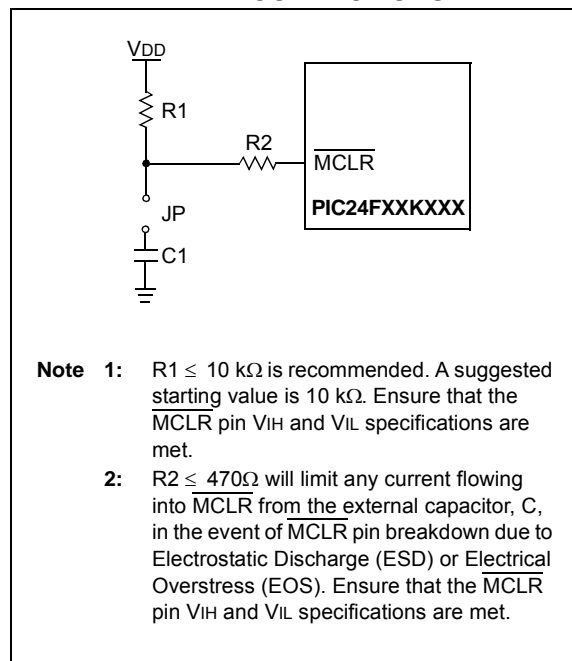 VDD
R1
R2
MCLR
PIC24FXXKXXX
JP
C1
Note 1: R1 ≤ 10 kΩ is recommended. A suggested
starting value is 10 kΩ. Ensure that the
MCLR pin VIH and VIL specifications are
met.
2: R2 ≤ 470Ω will limit any current flowing
into MCLR from the external capacitor, C,
in the event of MCLR pin breakdown due to
Electrostatic Discharge (ESD) or Electrical
Overstress (EOS). Ensure that the MCLR
pin VIH and VIL specifications are met.